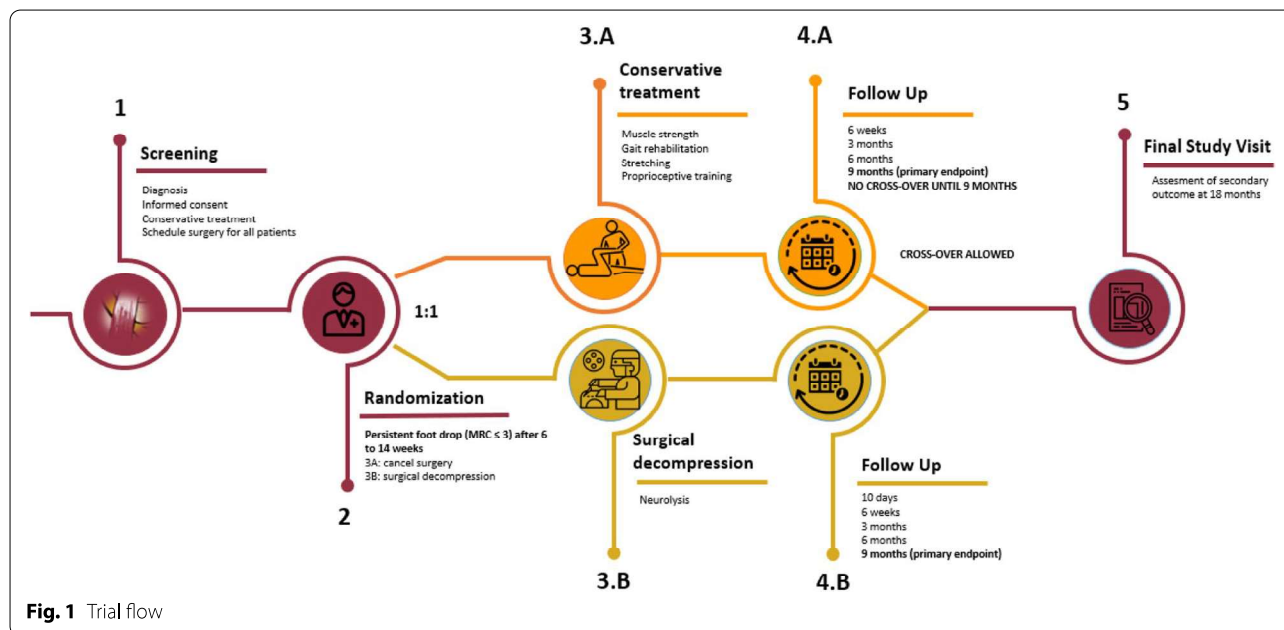 1
Screening
Diagnosis
Informed consent
Conservative treatment
Schedule surgery for all patients
2
Randomization
Persistent foot drop (MRC ≤ 3) after 6
to 14 weeks
3A: cancel surgery
3B: surgical decompression
1:1
3.A
Conservative
treatment
Muscle strength
Gait rehabilitation
Stretching
Proprioceptive training
4.A
Follow Up
6 weeks
3 months
6 months
9 months (primary endpoint)
NO CROSS-OVER UNTIL 9 MONTHS
CROSS-OVER ALLOWED
3.B
Surgical
decompression
Neurolysis
4.B
Follow Up
10 days
6 weeks
3 months
6 months
9 months (primary endpoint)
5
Final Study Visit
Assesment of secondary
outcome at 18 months
Fig. 1 Trial flow